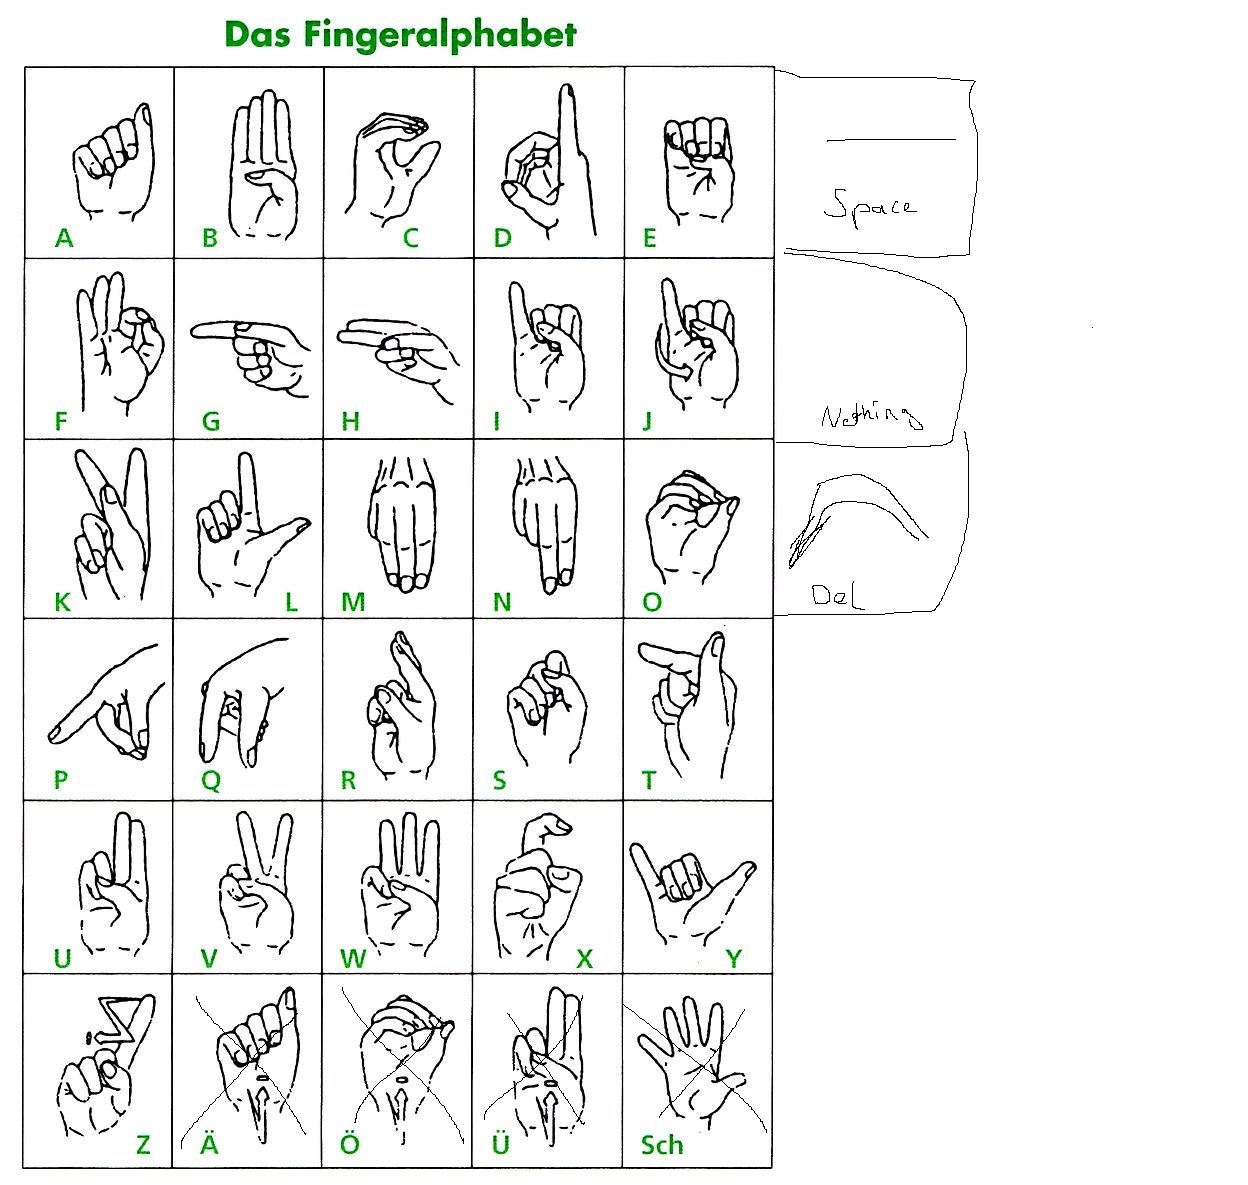 Das Fingeralphabet
A B C D E
Space
F G H I J
Nothing
K L M N O
Del
P Q R S T
U V W X Y
Z Ä Ö Ü Sch